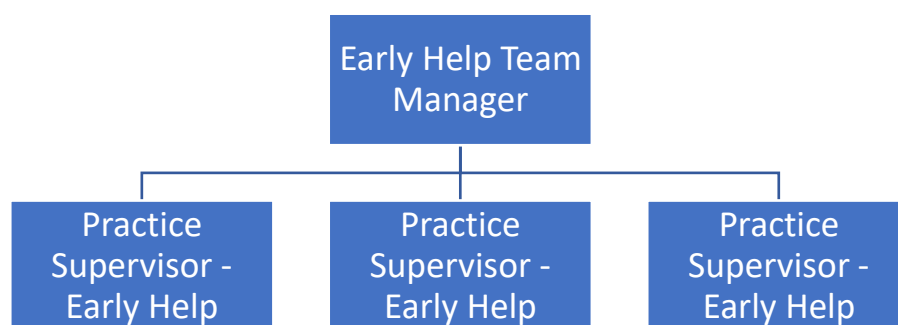 Early Help Team
Manager
Practice
Supervisor -
Early Help
Practice
Supervisor -
Early Help
Practice
Supervisor -
Early Help